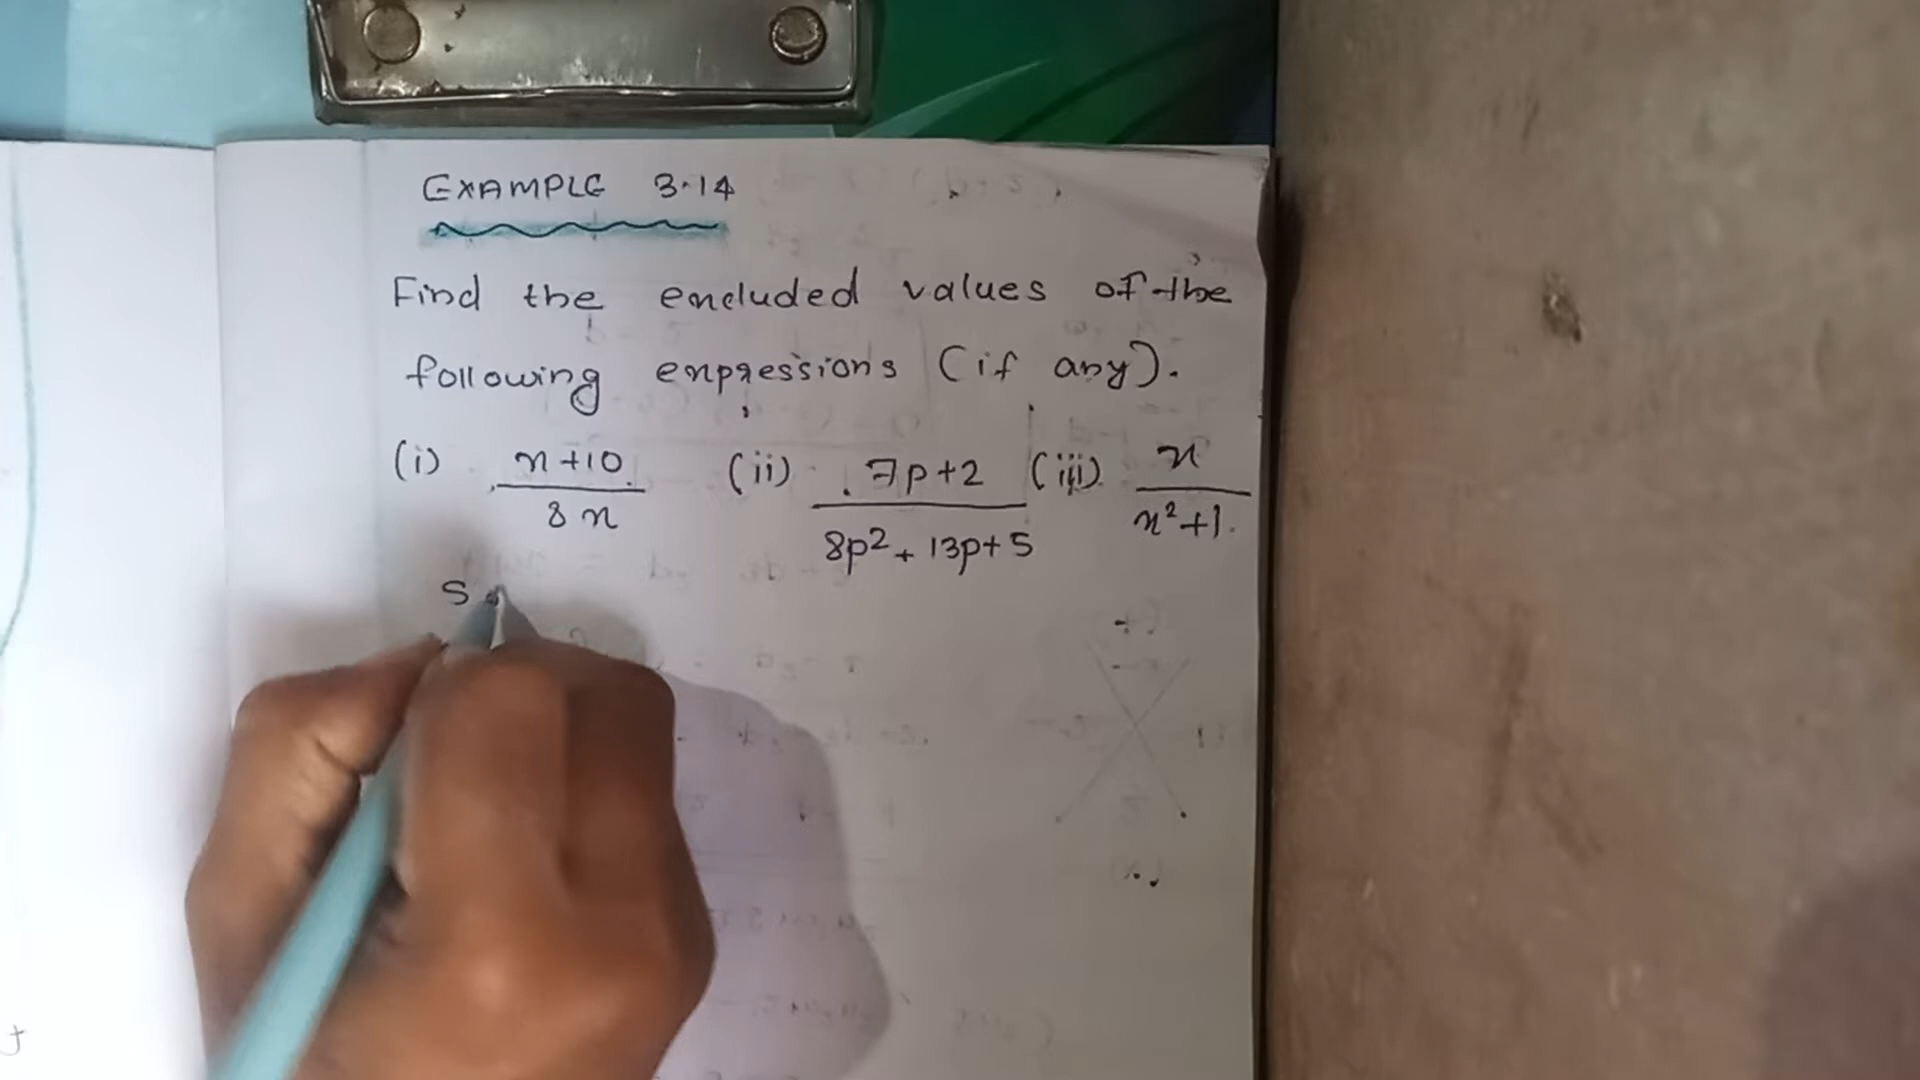 EXAMPLE 3.14
Find the excluded values of the
following expressions (if any).
(i) x+10 / 8x (ii) 7p+2 / 8p²+13p+5 (iii) x / x²+1
S